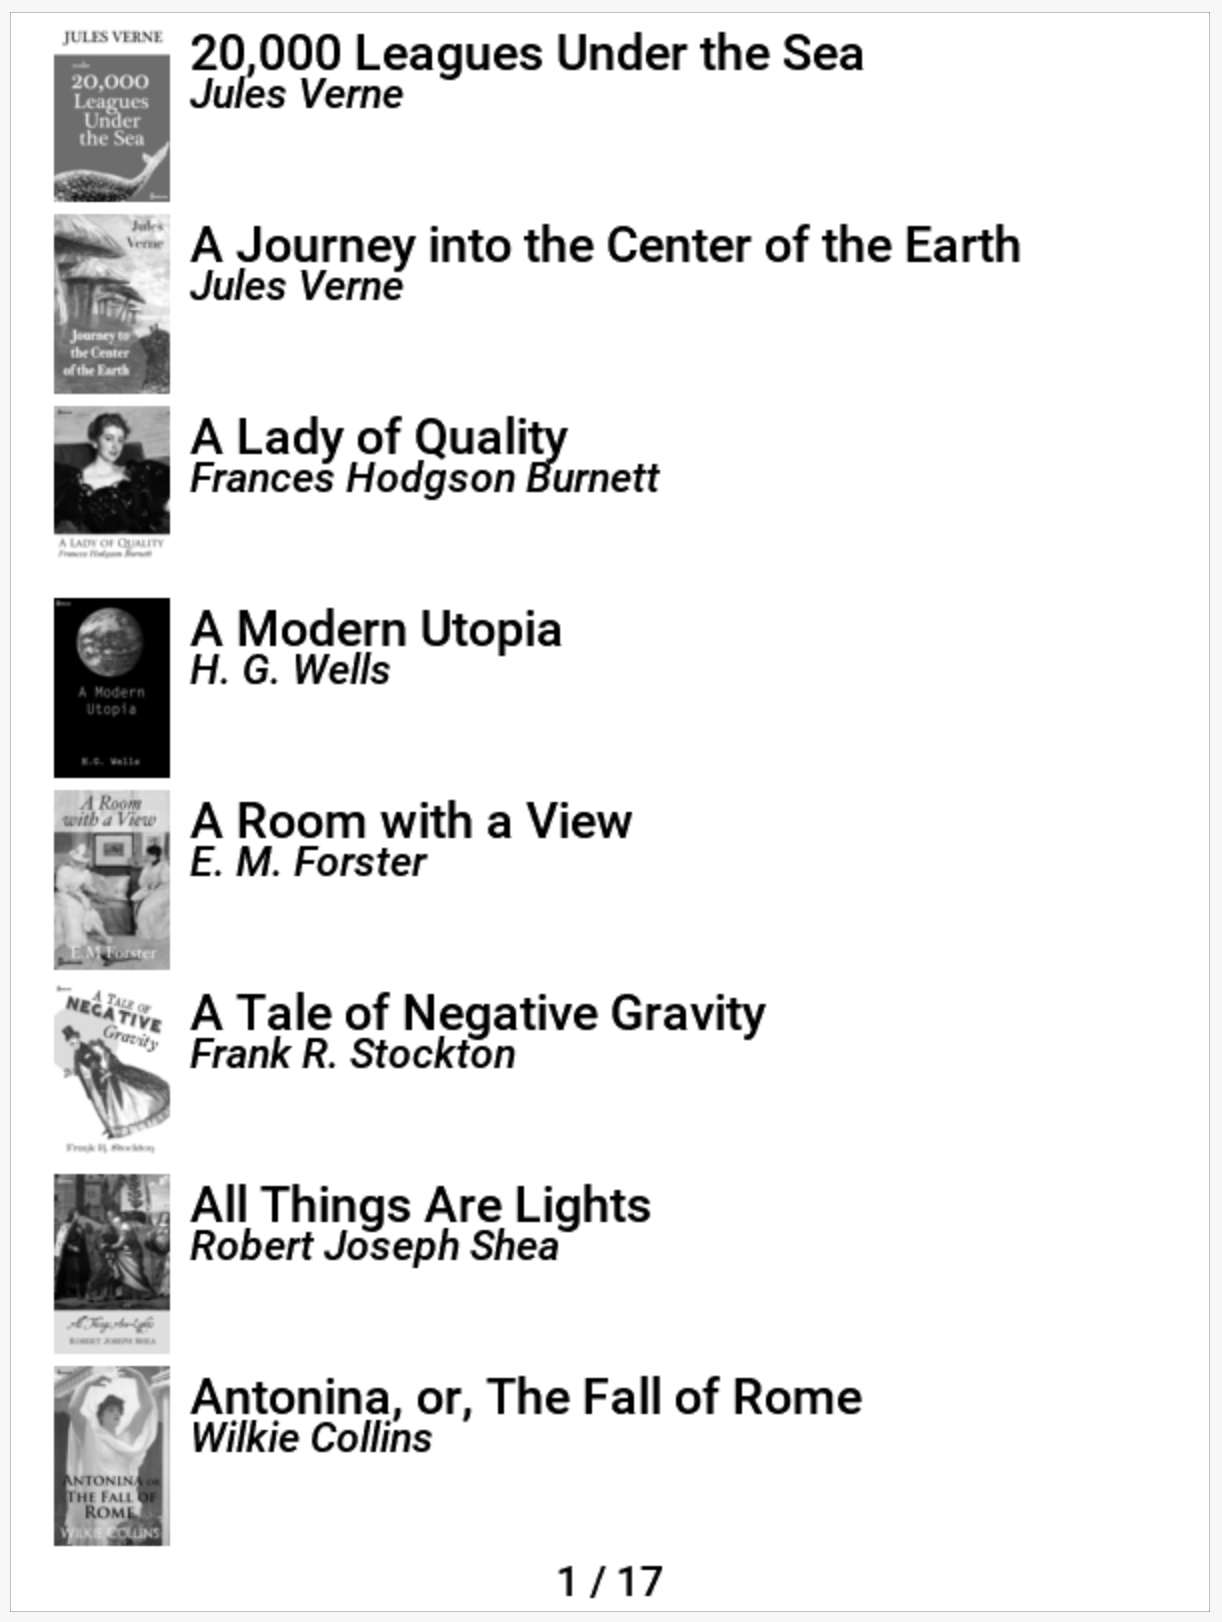 JULES VERNE
20,000
Leagues
Under
the Sea
20,000 Leagues Under the Sea
Jules Verne
Jules
Verne
Journey to
the Center
of the Earth
A Journey into the Center of the Earth
Jules Verne
A LADY OF QUALITY
Frances Hodgson Burnett
A Lady of Quality
Frances Hodgson Burnett
A Modern
Utopia
H.G. Wells
A Modern Utopia
H. G. Wells
A Room
with a View
E.M Forster
A Room with a View
E. M. Forster
A TALE OF
NEGATIVE
Gravity
Frank R. Stockton
A Tale of Negative Gravity
Frank R. Stockton
All Things Are Lights
ROBERT JOSEPH SHEA
All Things Are Lights
Robert Joseph Shea
ANTONINA OR
THE FALL OF
ROME
WILKIE COLLINS
Antonina, or, The Fall of Rome
Wilkie Collins
1 / 17